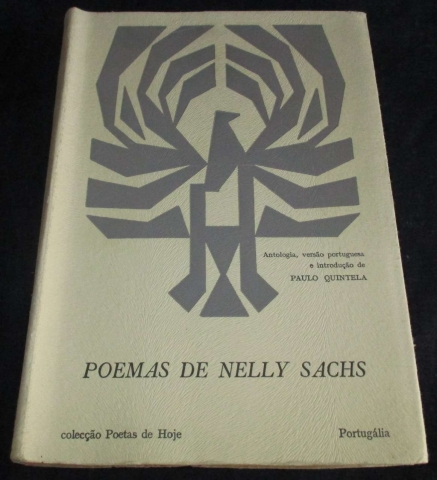 Antologia, versão portuguesa
e introdução de
PAULO QUINTELA
POEMAS DE NELLY SACHS
colecção Poetas de Hoje
Portugália